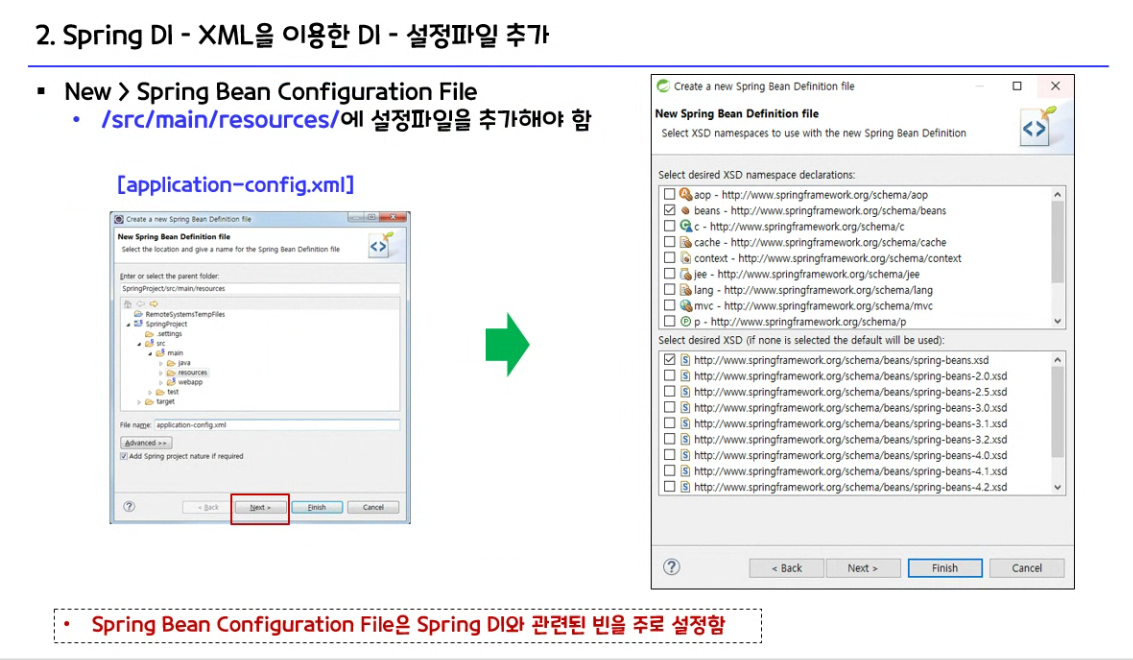 2. Spring DI - XML을 이용한 DI - 설정파일 추가
▪ New > Spring Bean Configuration File
• /src/main/resources/에 설정파일을 추가해야 함
[application-config.xml]
Create a new Spring Bean Definition file
New Spring Bean Definition file
Select the location and give a name for the Spring Bean Definition file
Enter or select the parent folder:
SpringProject/src/main/resources
RemoteSystemsTempFiles
SpringProject
.settings
src
main
java
resources
webapp
test
target
File name: application-config.xml
Advanced >>
Add Spring project nature if required
< Back Next > Finish Cancel
Create a new Spring Bean Definition file
New Spring Bean Definition file
Select XSD namespaces to use with the new Spring Bean Definition
Select desired XSD namespace declarations:
aop - http://www.springframework.org/schema/aop
beans - http://www.springframework.org/schema/beans
c - http://www.springframework.org/schema/c
cache - http://www.springframework.org/schema/cache
context - http://www.springframework.org/schema/context
jee - http://www.springframework.org/schema/jee
lang - http://www.springframework.org/schema/lang
mvc - http://www.springframework.org/schema/mvc
p - http://www.springframework.org/schema/p
Select desired XSD (if none is selected the default will be used):
http://www.springframework.org/schema/beans/spring-beans.xsd
http://www.springframework.org/schema/beans/spring-beans-2.0.xsd
http://www.springframework.org/schema/beans/spring-beans-2.5.xsd
http://www.springframework.org/schema/beans/spring-beans-3.0.xsd
http://www.springframework.org/schema/beans/spring-beans-3.1.xsd
http://www.springframework.org/schema/beans/spring-beans-3.2.xsd
http://www.springframework.org/schema/beans/spring-beans-4.0.xsd
http://www.springframework.org/schema/beans/spring-beans-4.1.xsd
http://www.springframework.org/schema/beans/spring-beans-4.2.xsd
< Back Next > Finish Cancel
• Spring Bean Configuration File은 Spring DI와 관련된 빈을 주로 설정함